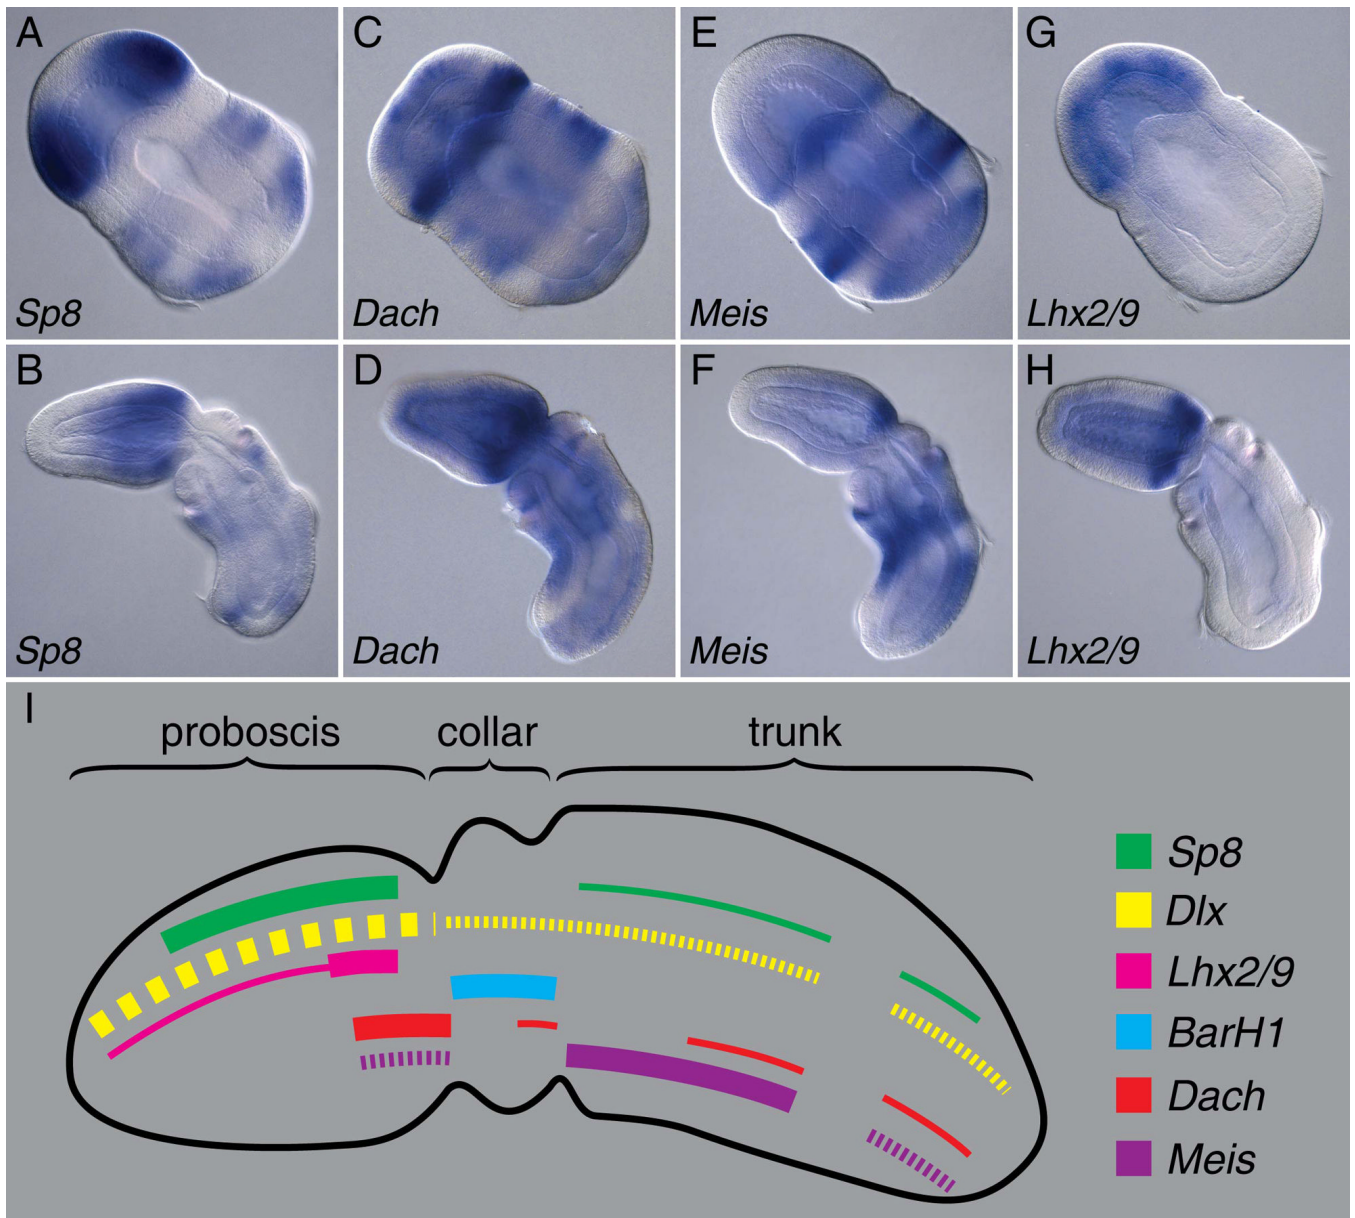 A
C
E
G
Sp8
Dach
Meis
Lhx2/9
B
D
F
H
Sp8
Dach
Meis
Lhx2/9
I
proboscis
collar
trunk
Sp8
Dlx
Lhx2/9
BarH1
Dach
Meis